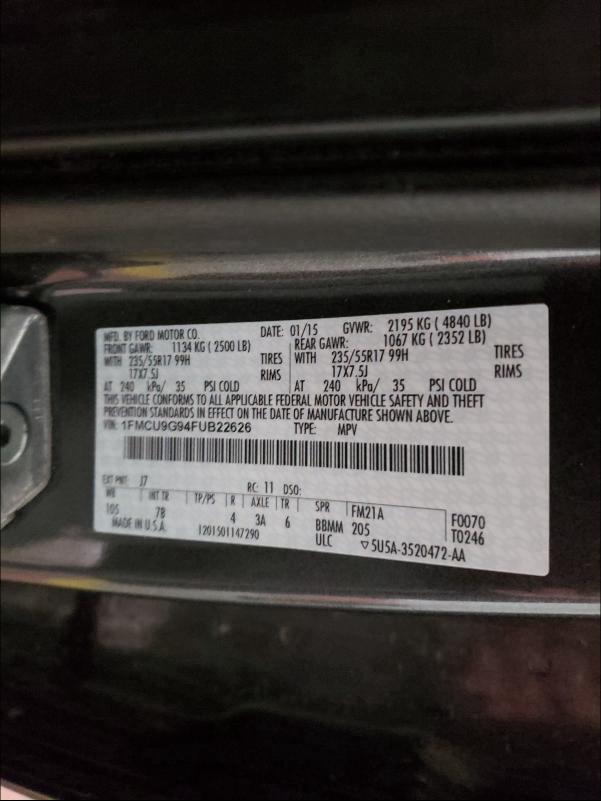 MFD. BY FORD MOTOR CO. DATE: 01/15 GVWR: 2195 KG ( 4840 LB)
FRONT GAWR: 1134 KG ( 2500 LB) REAR GAWR: 1067 KG ( 2352 LB)
WITH 235/55R17 99H TIRES WITH 235/55R17 99H TIRES
17X7.5J RIMS 17X7.5J RIMS
AT 240 kPa/ 35 PSI COLD AT 240 kPa/ 35 PSI COLD
THIS VEHICLE CONFORMS TO ALL APPLICABLE FEDERAL MOTOR VEHICLE SAFETY AND THEFT
PREVENTION STANDARDS IN EFFECT ON THE DATE OF MANUFACTURE SHOWN ABOVE.
VIN: 1FMCU9G94FUB22626 TYPE: MPV
EXT PNT: J7 RC: 11 DSO:
WB INT TR TP/PS R AXLE TR SPR FM21A F0070
105 7B 4 3A 6 BBMM 205 T0246
MADE IN U.S.A. 1201501147290 ULC ▽5U5A-3520472-AA